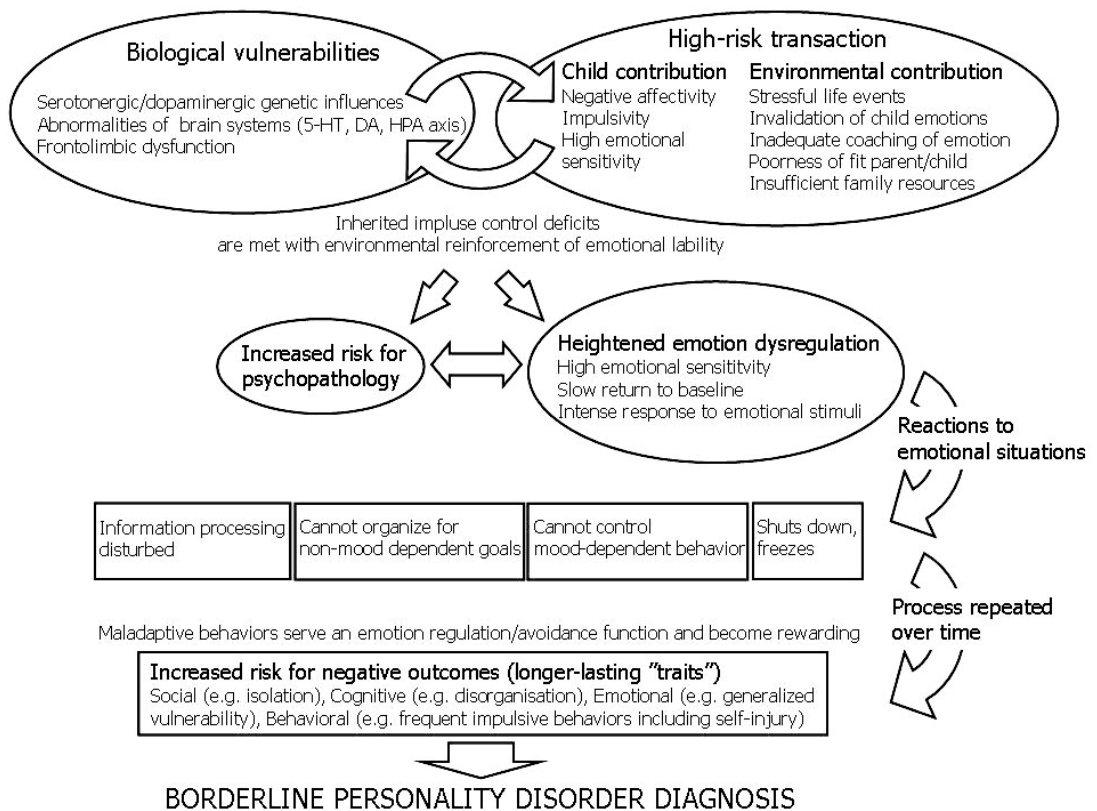 Biological vulnerabilities
Serotonergic/dopaminergic genetic influences
Abnormalities of brain systems (5-HT, DA, HPA axis)
Frontolimbic dysfunction
High-risk transaction
Child contribution
Negative affectivity
Impulsivity
High emotional
sensitivity
Environmental contribution
Stressful life events
Invalidation of child emotions
Inadequate coaching of emotion
Poorness of fit parent/child
Insufficient family resources
Inherited impluse control deficits
are met with environmental reinforcement of emotional lability
Increased risk for
psychopathology
Heightened emotion dysregulation
High emotional sensititvity
Slow return to baseline
Intense response to emotional stimuli
Reactions to
emotional situations
Information processing
disturbed
Cannot organize for
non-mood dependent goals
Cannot control
mood-dependent behavior
Shuts down,
freezes
Process repeated
over time
Maladaptive behaviors serve an emotion regulation/avoidance function and become rewarding
Increased risk for negative outcomes (longer-lasting ”traits”)
Social (e.g. isolation), Cognitive (e.g. disorganisation), Emotional (e.g. generalized
vulnerability), Behavioral (e.g. frequent impulsive behaviors including self-injury)
BORDERLINE PERSONALITY DISORDER DIAGNOSIS